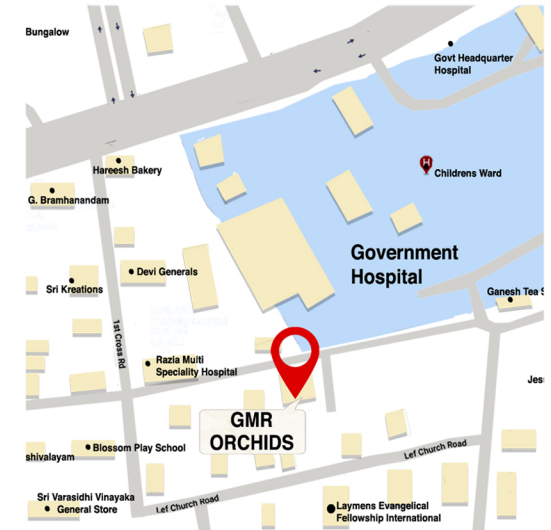 Bungalow
Govt Headquarter
Hospital
Hareesh Bakery
H
Childrens Ward
G. Bramhanandam
Government
Hospital
Devi Generals
Sri Kreations
Ganesh Tea S
1st Cross Rd
Razia Multi
Speciality Hospital
Jesu
GMR
ORCHIDS
Blossom Play School
shivalayam
Lef Church Road
Sri Varasidhi Vinayaka
General Store
Lef Church Road
Laymens Evangelical
Fellowship International